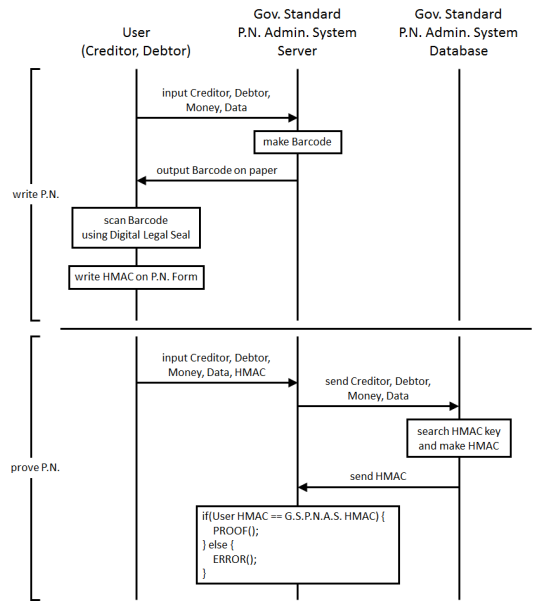 User
(Creditor, Debtor)
Gov. Standard
P.N. Admin. System
Server
Gov. Standard
P.N. Admin. System
Database
input Creditor, Debtor,
Money, Data
make Barcode
output Barcode on paper
write P.N.
scan Barcode
using Digital Legal Seal
write HMAC on P.N. Form
input Creditor, Debtor,
Money, Data, HMAC
send Creditor, Debtor,
Money, Data
search HMAC key
and make HMAC
prove P.N.
send HMAC
if(User HMAC == G.S.P.N.A.S. HMAC) {
PROOF();
} else {
ERROR();
}